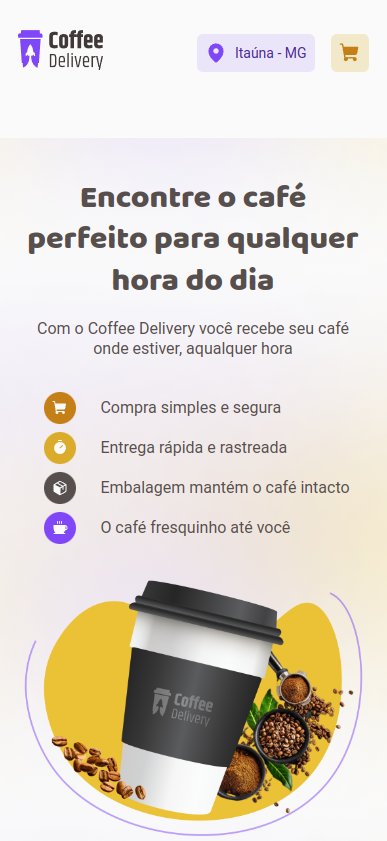 Coffee
Delivery
Itaúna - MG
Encontre o café
perfeito para qualquer
hora do dia
Com o Coffee Delivery você recebe seu café
onde estiver, aqualquer hora
Compra simples e segura
Entrega rápida e rastreada
Embalagem mantém o café intacto
O café fresquinho até você
Coffee
Delivery